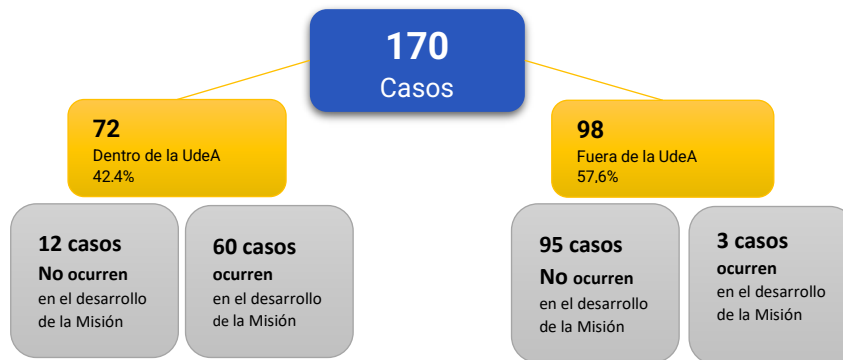 170
Casos
72
Dentro de la UdeA
42.4%
98
Fuera de la UdeA
57,6%
12 casos
No ocurren
en el desarrollo
de la Misión
60 casos
ocurren
en el desarrollo
de la Misión
95 casos
No ocurren
en el desarrollo
de la Misión
3 casos
ocurren
en el desarrollo
de la Misión